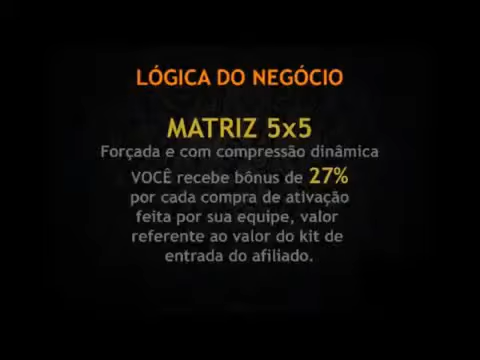 LÓGICA DO NEGÓCIO
MATRIZ 5x5
Forçada e com compressão dinâmica
VOCÊ recebe bônus de 27%
por cada compra de ativação
feita por sua equipe, valor
referente ao valor do kit de
entrada do afiliado.